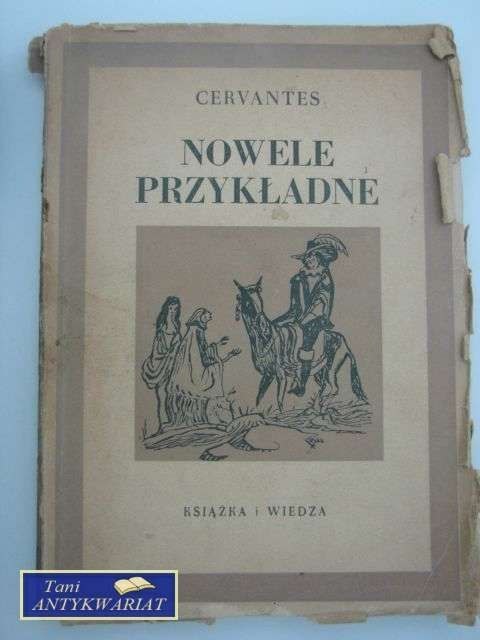 CERVANTES
NOWELE
PRZYKŁADNE
KSIĄŻKA i WIEDZA
Tani
ANTYKWARIAT